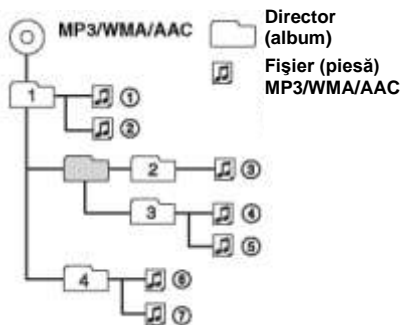 MP3/WMA/AAC
Director
(album)
Fişier (piesă)
MP3/WMA/AAC
1
①
②
2
③
3
④
⑤
4
⑥
⑦